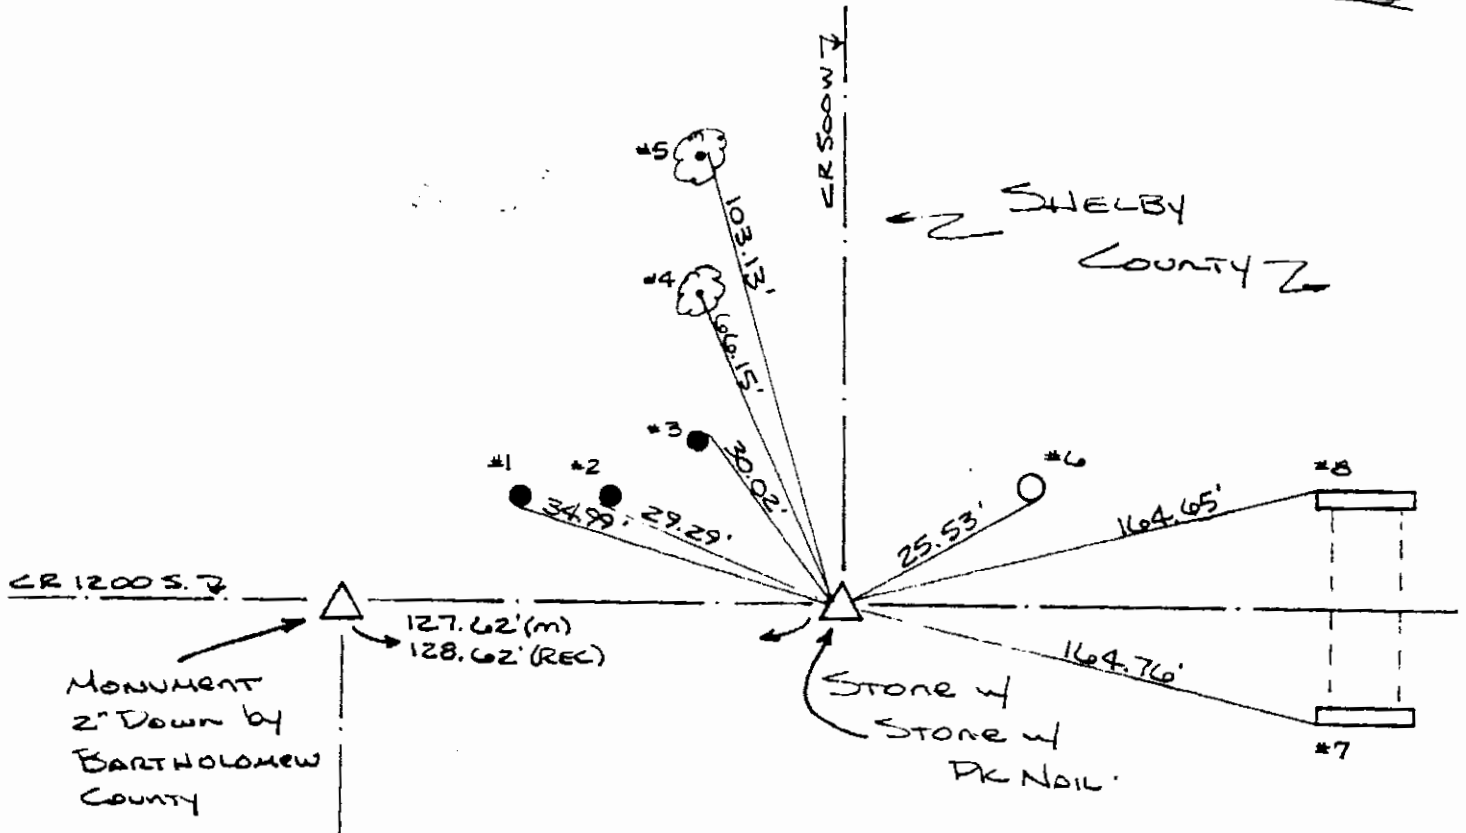 CR 500W
#5
103.13'
SHELBY
COUNTY
#4
66.15'
#3
30.02'
#1
#2
34.99'
29.29'
#6
25.53'
#8
164.65'
CR 1200 S.
127.62'(m)
128.62'(REC)
164.76'
MONUMENT
2" DOWN by
BARTHOLOMEW
COUNTY
STONE w/
STONE w/
PK NAIL
#7